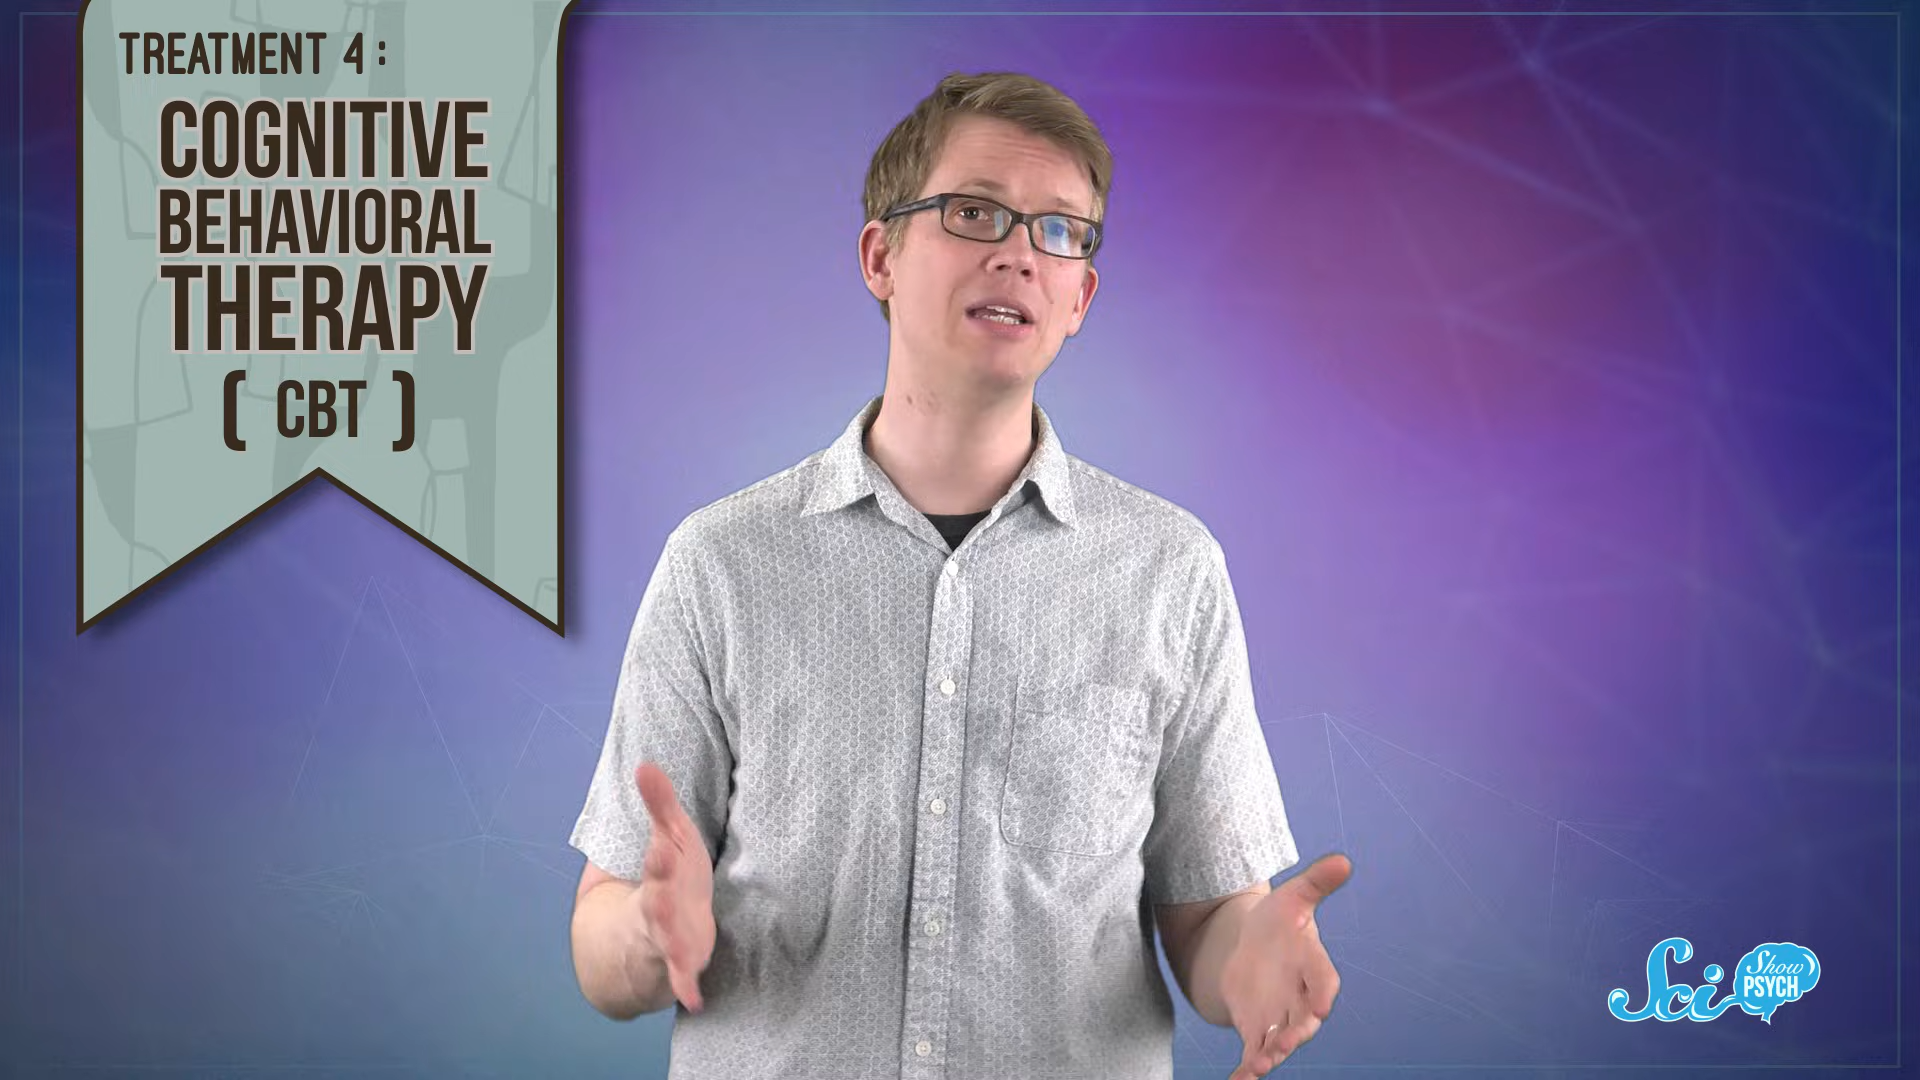 TREATMENT 4:
COGNITIVE
BEHAVIORAL
THERAPY
( CBT )
Sci Show
PSYCH